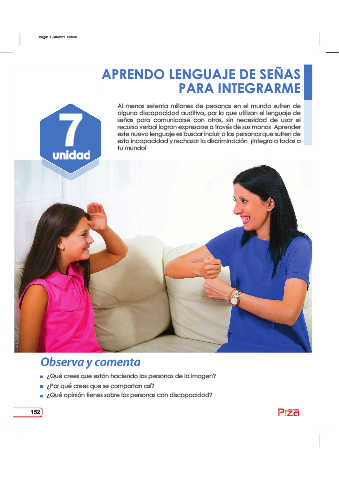 APRENDO LENGUAJE DE SEÑAS
PARA INTEGRARME
7
unidad
Al menos setenta millones de personas en el mundo sufren de
alguna discapacidad auditiva, por lo que utilizan el lenguaje de
señas para comunicarse con otros, sin necesidad de usar el
recurso verbal logran expresarse a través de sus manos. Aprender
este nuevo lenguaje es buscar incluir a las personas que sufren de
esta incapacidad y rechazar la discriminación. ¡Integra a todos a
tu mundo!
Observa y comenta
¿Qué crees que están haciendo las personas de la imagen?
¿Por qué crees que se comportan así?
¿Qué opinión tienes sobre las personas con discapacidad?
152